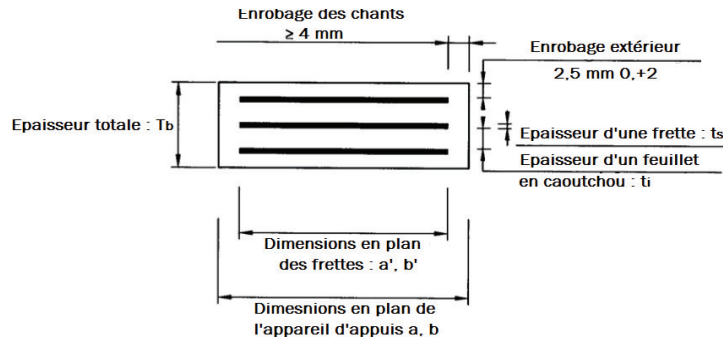 Enrobage des chants
≥ 4 mm
Enrobage extérieur
2,5 mm 0,+2
Epaisseur totale : Tb
Epaisseur d'une frette : ts
Epaisseur d'un feuillet
en caoutchou : ti
Dimensions en plan
des frettes : a', b'
Dimesnions en plan de
l'appareil d'appuis a, b